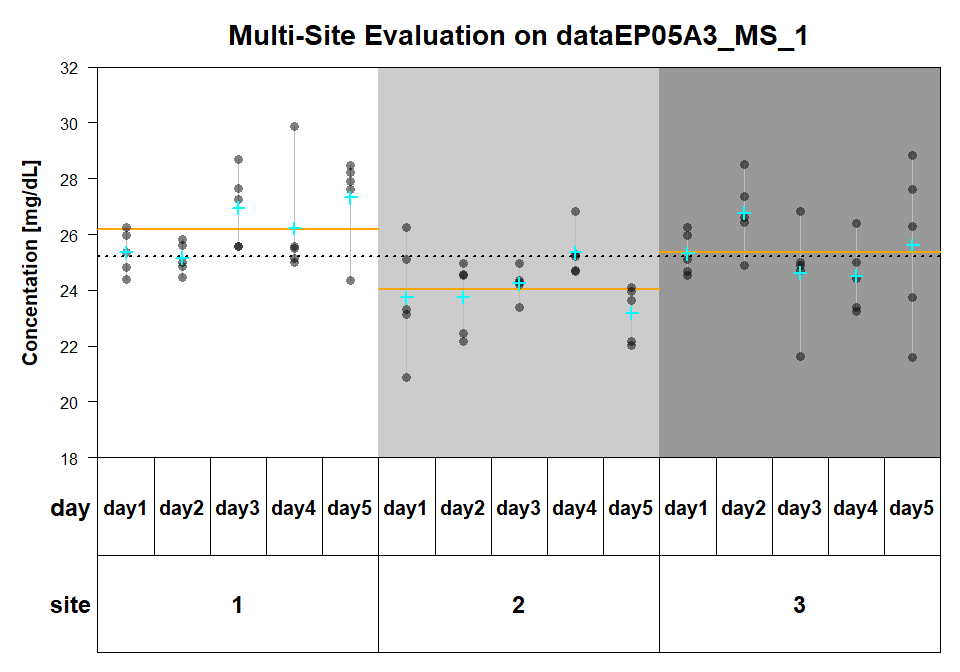 Multi-Site Evaluation on dataEP05A3_MS_1
Concentation [mg/dL]
32
30
28
26
24
22
20
18
day day1 day2 day3 day4 day5 day1 day2 day3 day4 day5 day1 day2 day3 day4 day5
site 1 2 3